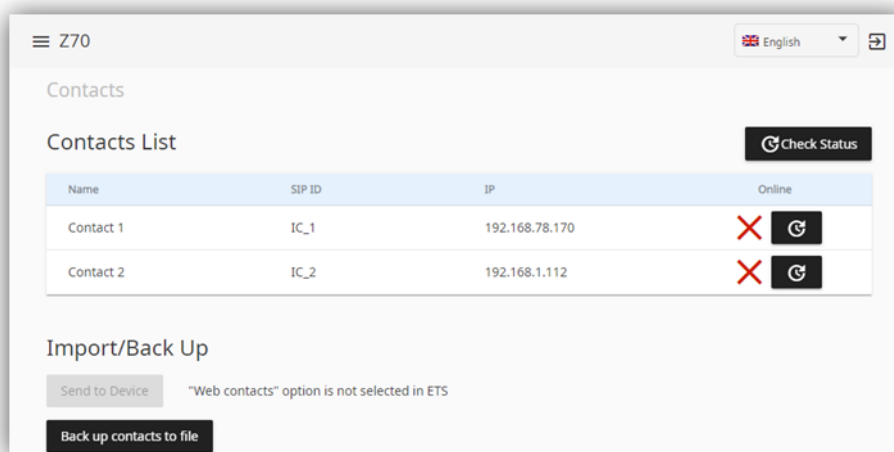 Z70
English
Contacts
Contacts List
Check Status
Name SIP ID IP Online
Contact 1 IC_1 192.168.78.170
Contact 2 IC_2 192.168.1.112
Import/Back Up
Send to Device "Web contacts" option is not selected in ETS
Back up contacts to file